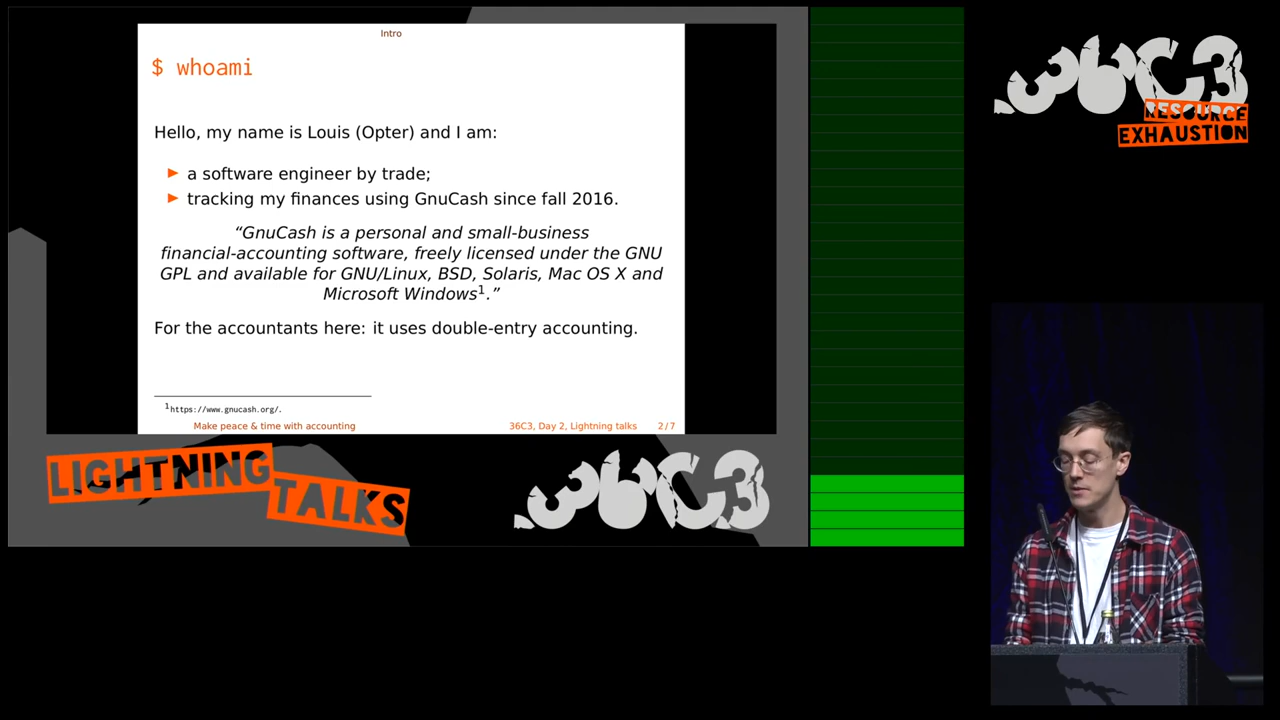 Intro
$ whoami
Hello, my name is Louis (Opter) and I am:
► a software engineer by trade;
► tracking my finances using GnuCash since fall 2016.
“GnuCash is a personal and small-business
financial-accounting software, freely licensed under the GNU
GPL and available for GNU/Linux, BSD, Solaris, Mac OS X and
Microsoft Windows¹.”
For the accountants here: it uses double-entry accounting.
¹https://www.gnucash.org/.
Make peace & time with accounting
36C3, Day 2, Lightning talks 2/7
LIGHTNING
TALKS
36C3
36C3
RESOURCE
EXHAUSTION